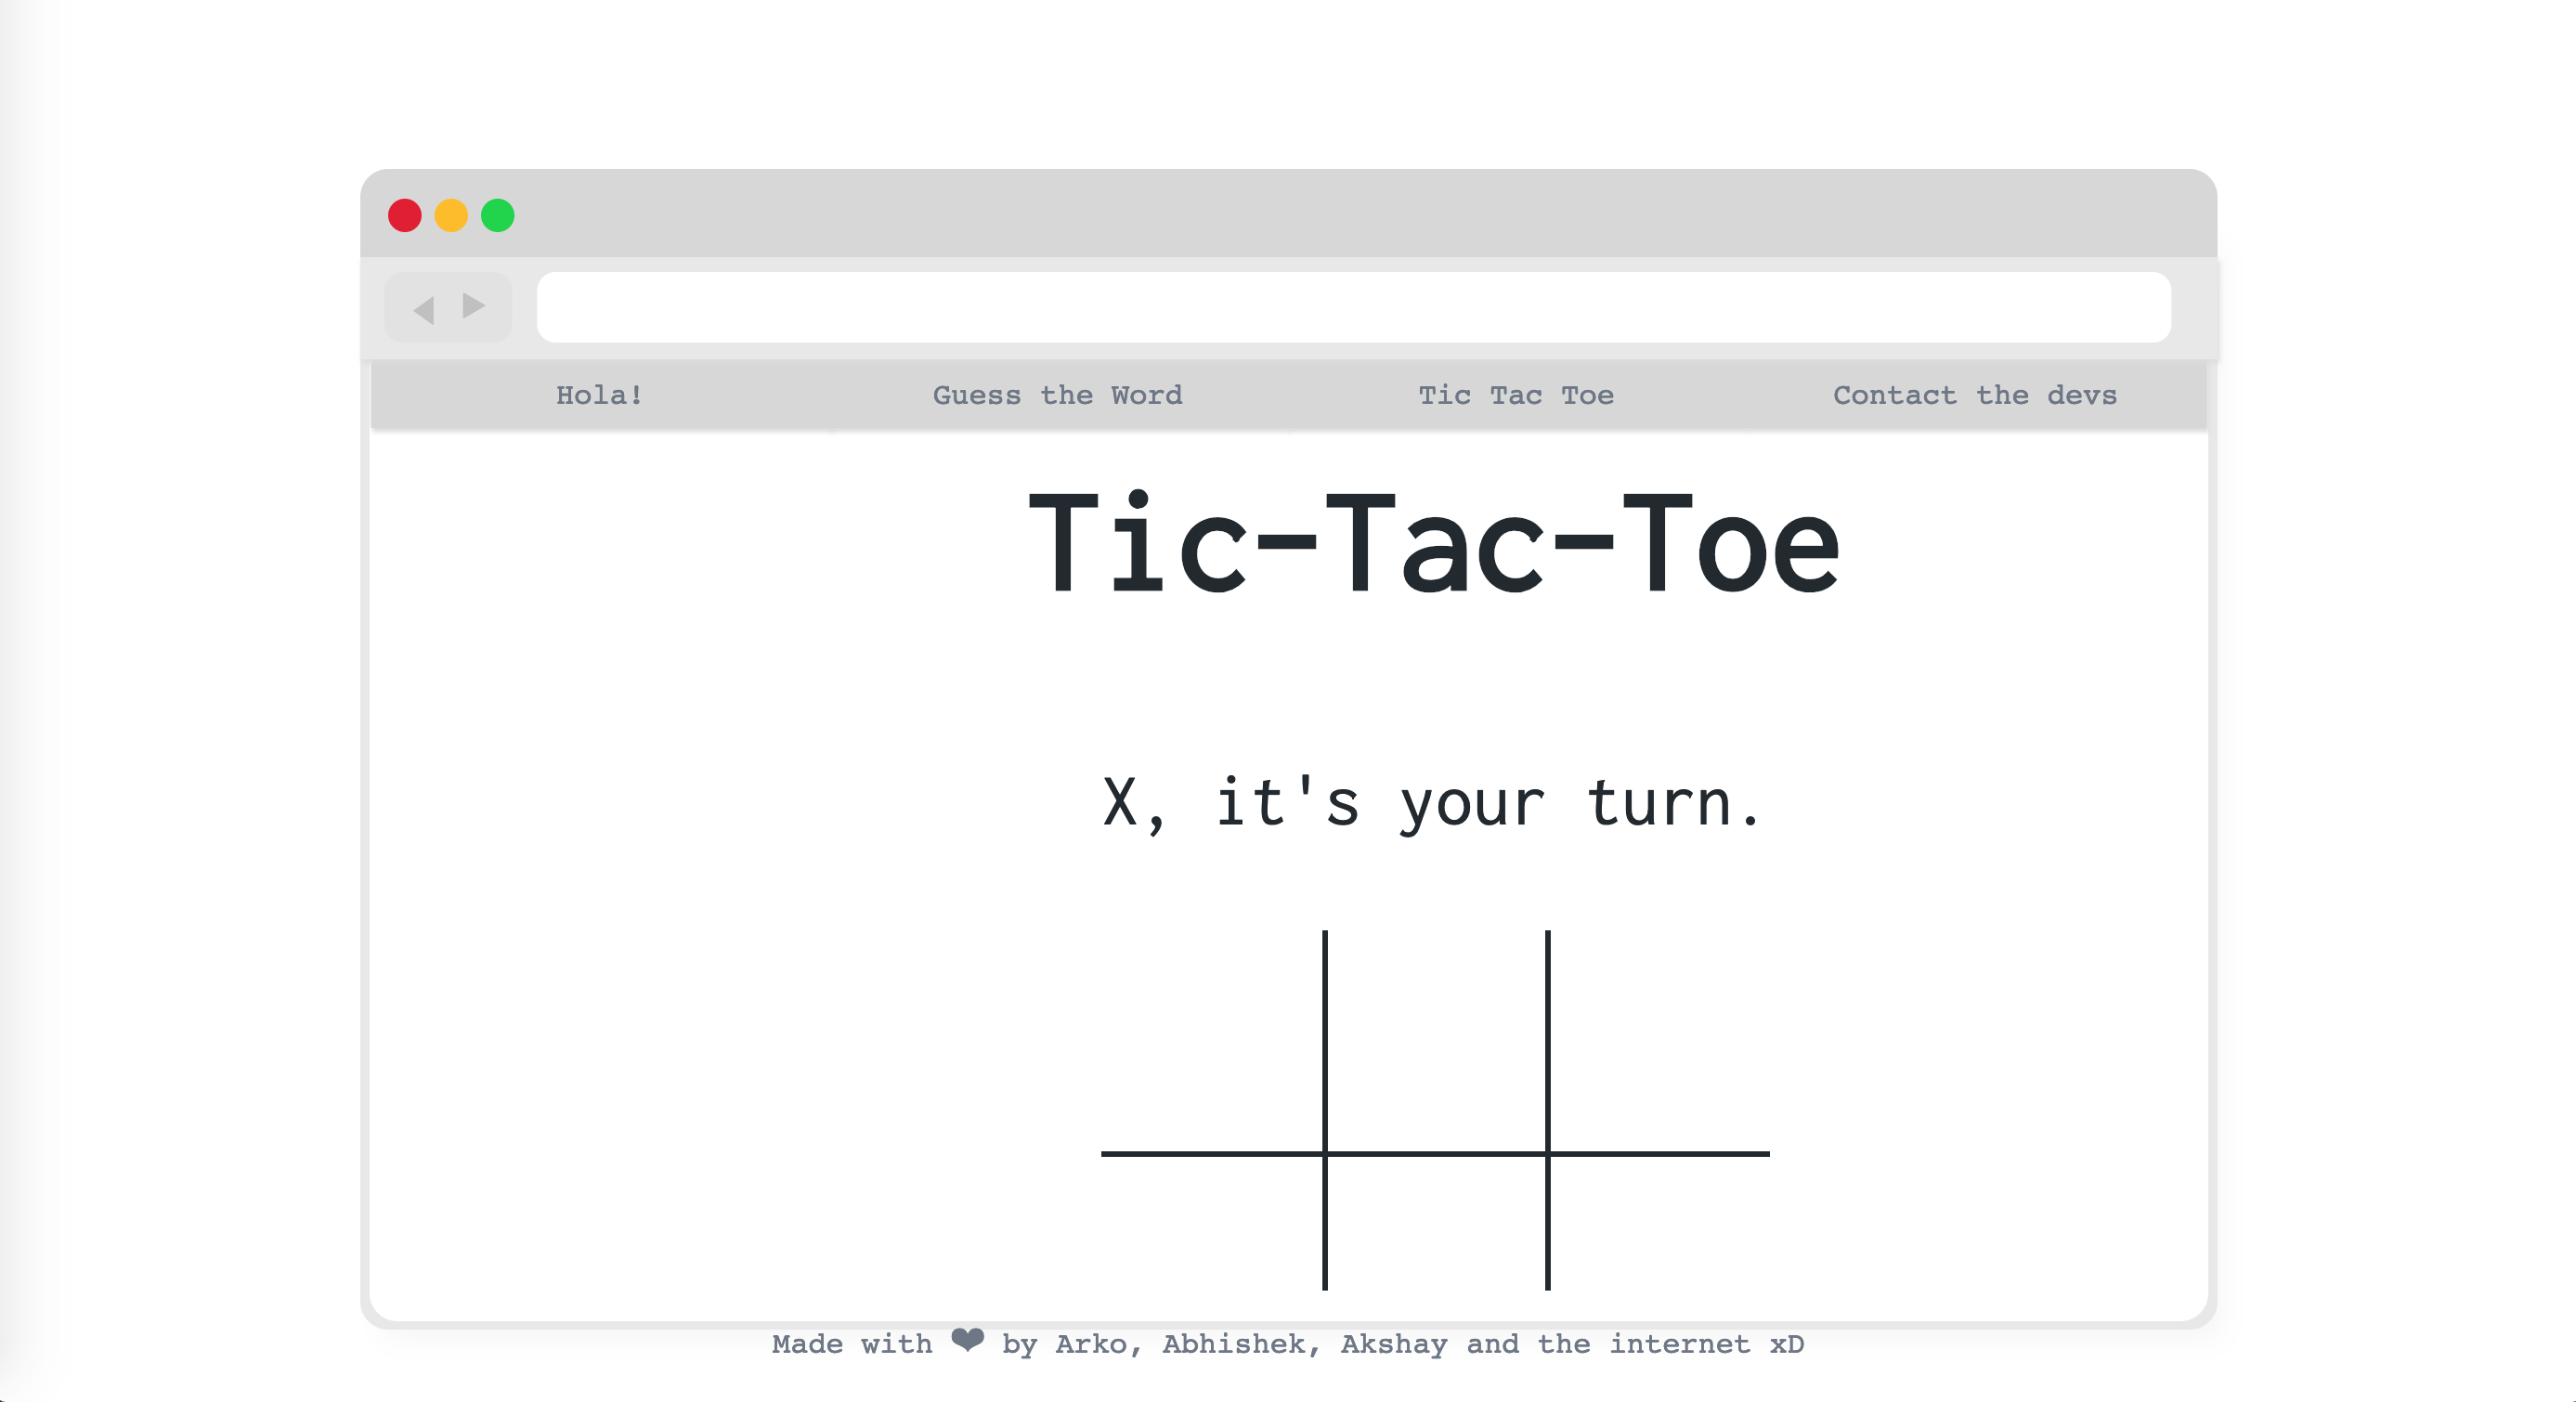 Hola! Guess the Word Tic Tac Toe Contact the devs
Tic-Tac-Toe
X, it's your turn.
Made with ❤ by Arko, Abhishek, Akshay and the internet xD